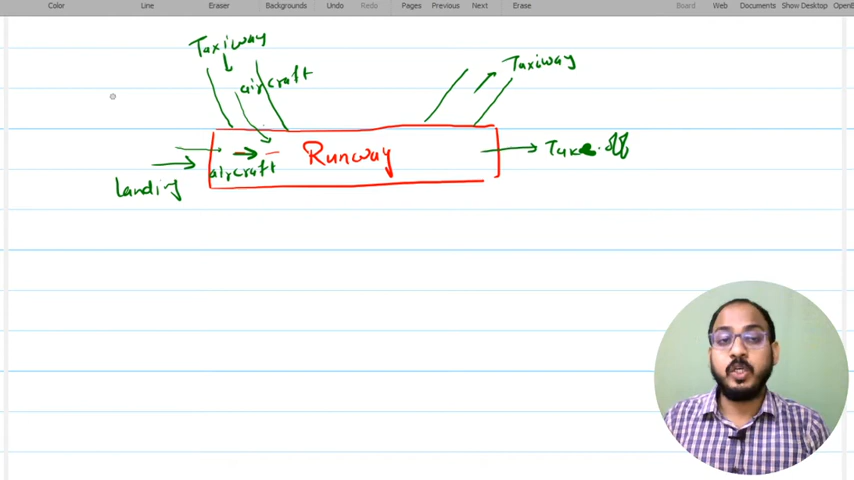 Color Line Eraser Backgrounds Undo Redo Pages Previous Next Erase Board Web Documents Show Desktop OpenB
Taxiway
aircraft
Taxiway
Runway
aircraft
Landing
Take.off